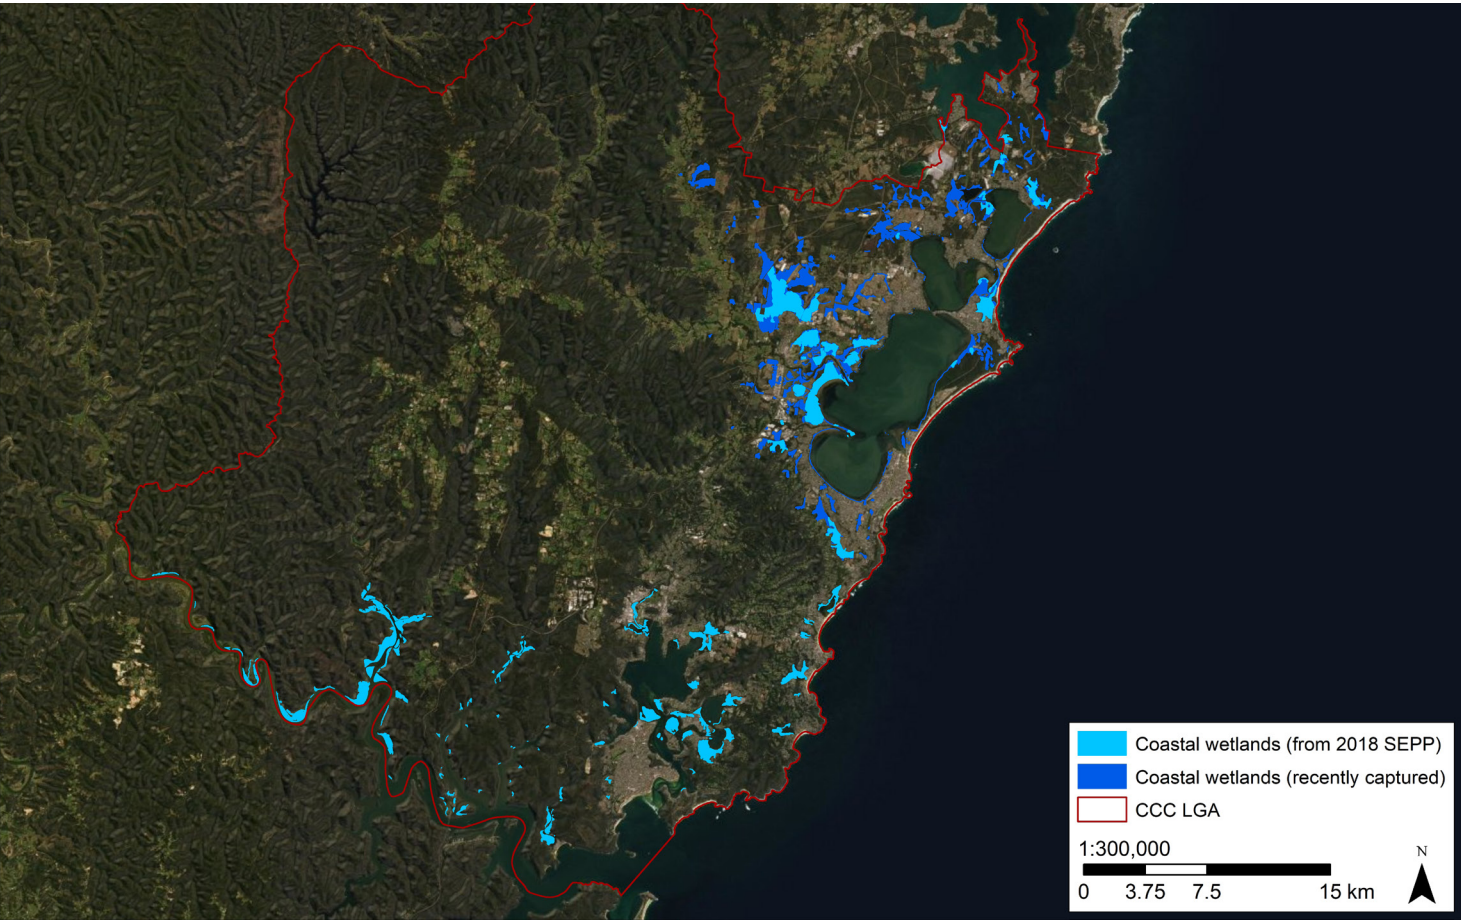 Coastal wetlands (from 2018 SEPP)
Coastal wetlands (recently captured)
CCC LGA
1:300,000
N
0 3.75 7.5 15 km